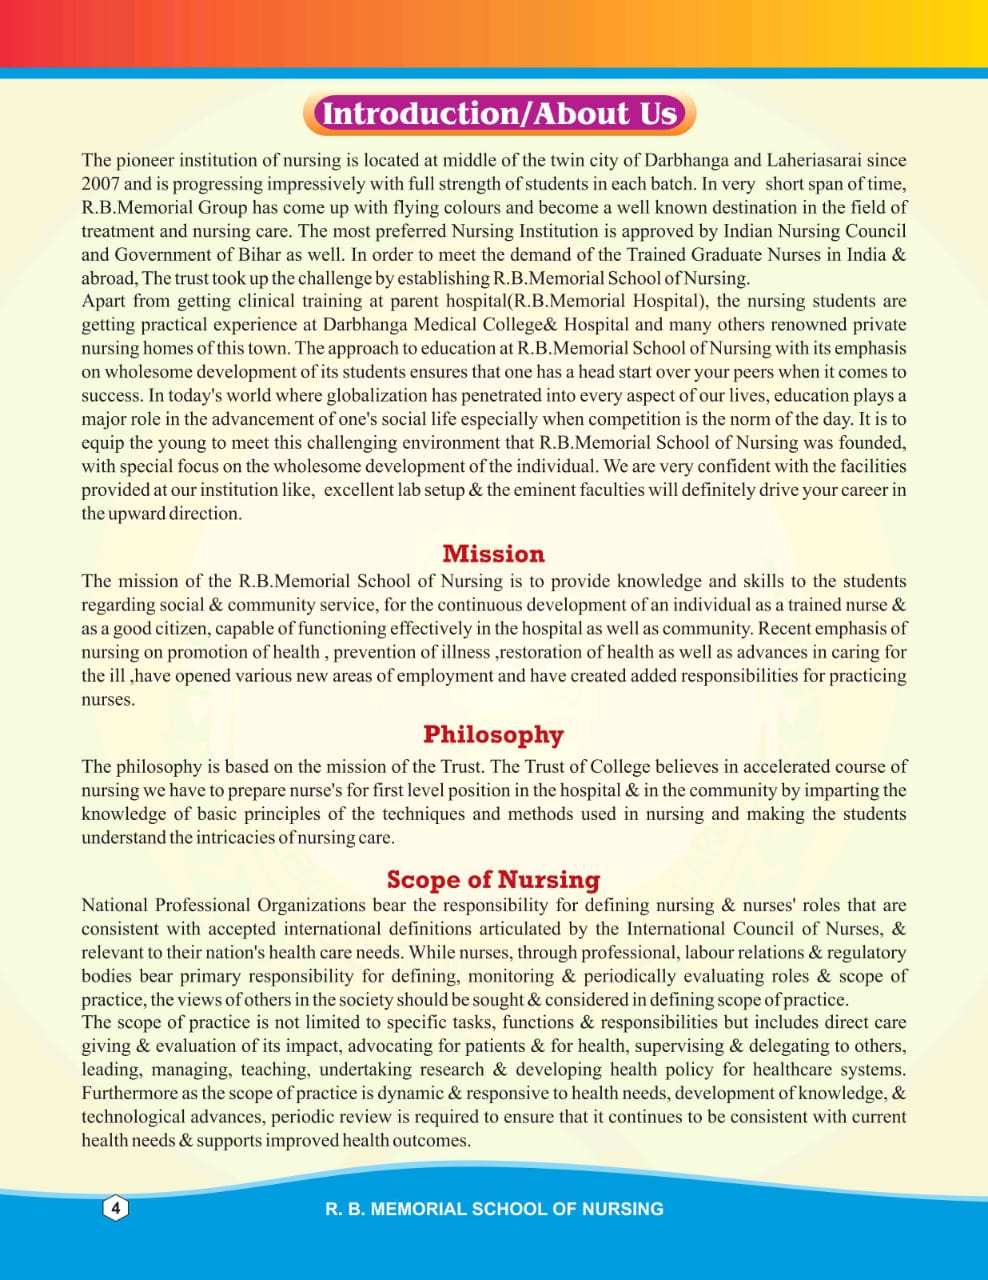 Introduction/About Us
The pioneer institution of nursing is located at middle of the twin city of Darbhanga and Laheriasarai since
2007 and is progressing impressively with full strength of students in each batch. In very short span of time,
R.B.Memorial Group has come up with flying colours and become a well known destination in the field of
treatment and nursing care. The most preferred Nursing Institution is approved by Indian Nursing Council
and Government of Bihar as well. In order to meet the demand of the Trained Graduate Nurses in India &
abroad, The trust took up the challenge by establishing R.B.Memorial School of Nursing.
Apart from getting clinical training at parent hospital(R.B.Memorial Hospital), the nursing students are
getting practical experience at Darbhanga Medical College& Hospital and many others renowned private
nursing homes of this town. The approach to education at R.B.Memorial School of Nursing with its emphasis
on wholesome development of its students ensures that one has a head start over your peers when it comes to
success. In today's world where globalization has penetrated into every aspect of our lives, education plays a
major role in the advancement of one's social life especially when competition is the norm of the day. It is to
equip the young to meet this challenging environment that R.B.Memorial School of Nursing was founded,
with special focus on the wholesome development of the individual. We are very confident with the facilities
provided at our institution like, excellent lab setup & the eminent faculties will definitely drive your career in
the upward direction.
Mission
The mission of the R.B.Memorial School of Nursing is to provide knowledge and skills to the students
regarding social & community service, for the continuous development of an individual as a trained nurse &
as a good citizen, capable of functioning effectively in the hospital as well as community. Recent emphasis of
nursing on promotion of health , prevention of illness ,restoration of health as well as advances in caring for
the ill ,have opened various new areas of employment and have created added responsibilities for practicing
nurses.
Philosophy
The philosophy is based on the mission of the Trust. The Trust of College believes in accelerated course of
nursing we have to prepare nurse's for first level position in the hospital & in the community by imparting the
knowledge of basic principles of the techniques and methods used in nursing and making the students
understand the intricacies of nursing care.
Scope of Nursing
National Professional Organizations bear the responsibility for defining nursing & nurses' roles that are
consistent with accepted international definitions articulated by the International Council of Nurses, &
relevant to their nation's health care needs. While nurses, through professional, labour relations & regulatory
bodies bear primary responsibility for defining, monitoring & periodically evaluating roles & scope of
practice, the views of others in the society should be sought & considered in defining scope of practice.
The scope of practice is not limited to specific tasks, functions & responsibilities but includes direct care
giving & evaluation of its impact, advocating for patients & for health, supervising & delegating to others,
leading, managing, teaching, undertaking research & developing health policy for healthcare systems.
Furthermore as the scope of practice is dynamic & responsive to health needs, development of knowledge, &
technological advances, periodic review is required to ensure that it continues to be consistent with current
health needs & supports improved health outcomes.
4
R. B. MEMORIAL SCHOOL OF NURSING